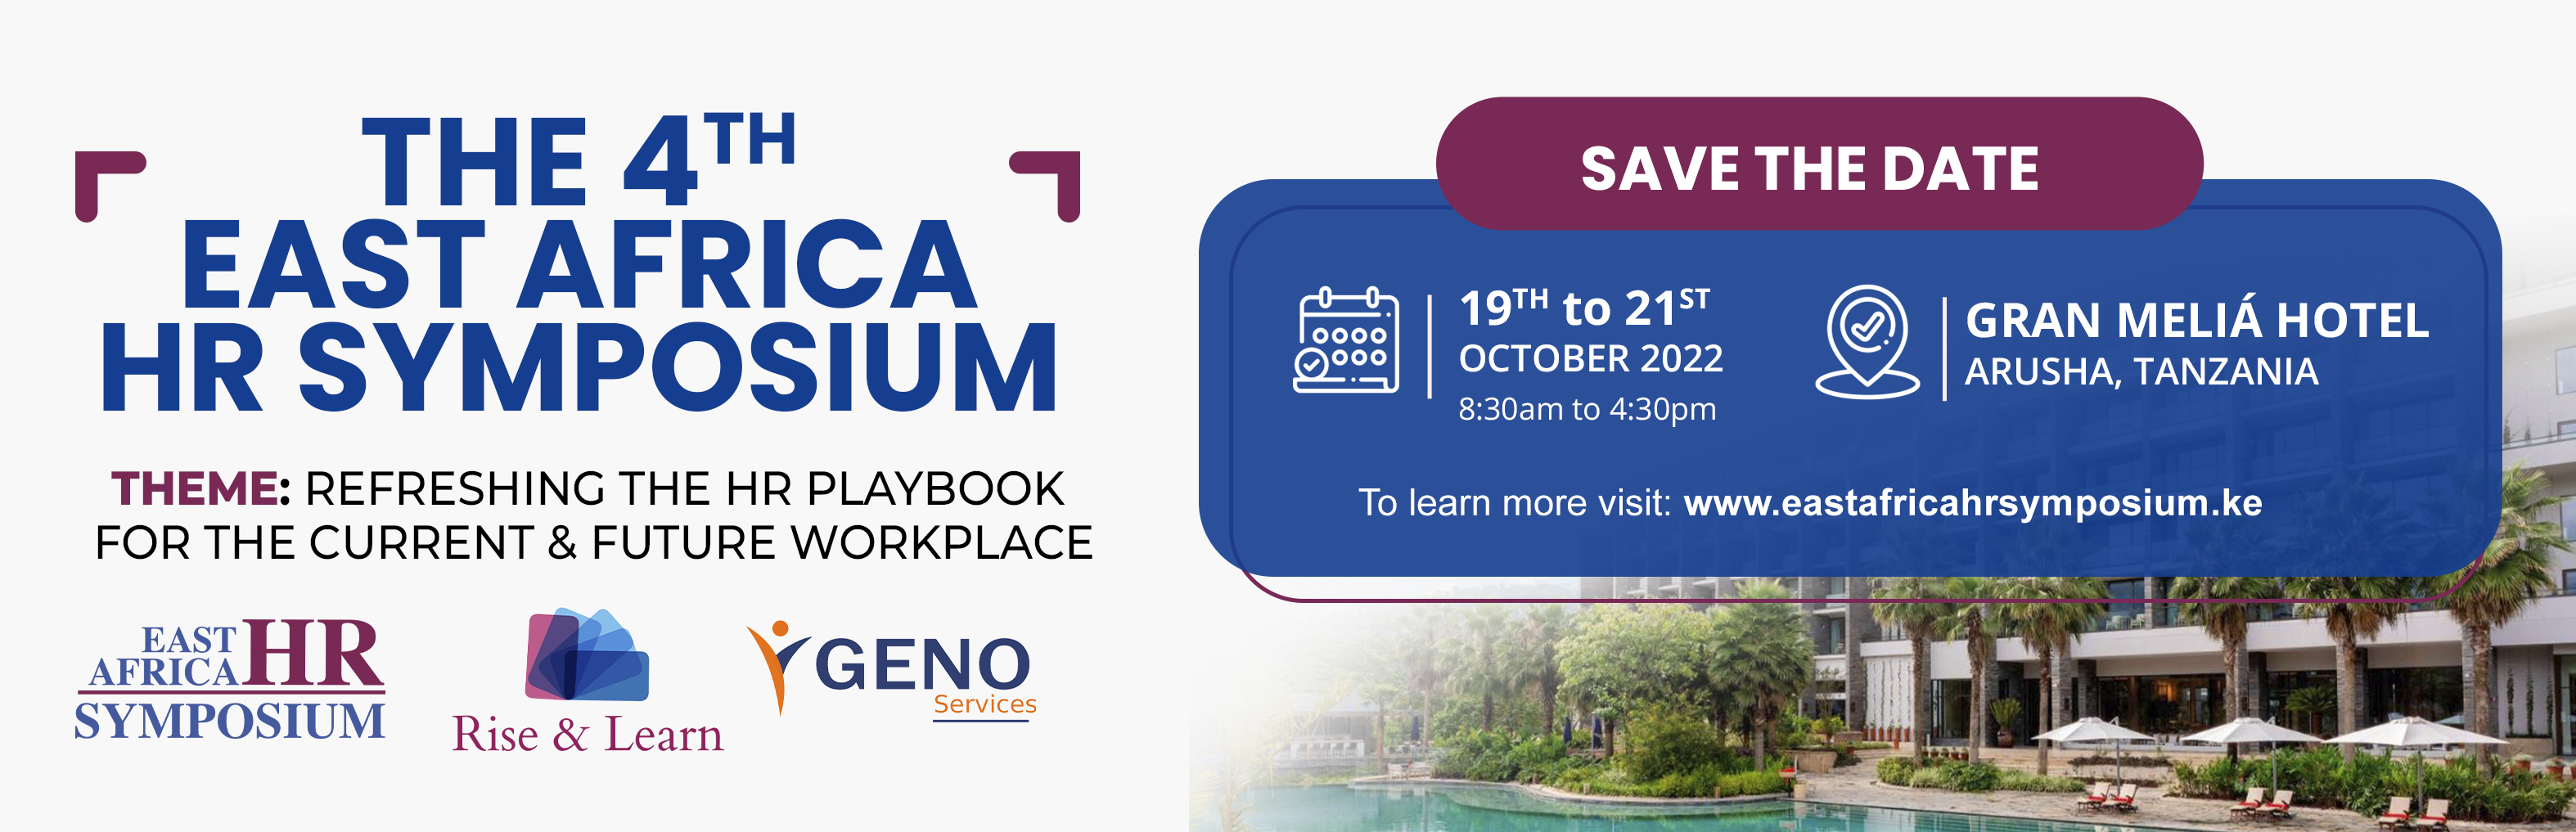 THE 4TH
EAST AFRICA
HR SYMPOSIUM
THEME: REFRESHING THE HR PLAYBOOK
FOR THE CURRENT & FUTURE WORKPLACE
EAST
AFRICA HR
SYMPOSIUM
Rise & Learn
GENO
Services
SAVE THE DATE
19TH to 21ST
OCTOBER 2022
8:30am to 4:30pm
GRAN MELIÁ HOTEL
ARUSHA, TANZANIA
To learn more visit: www.eastafricahrsymposium.ke